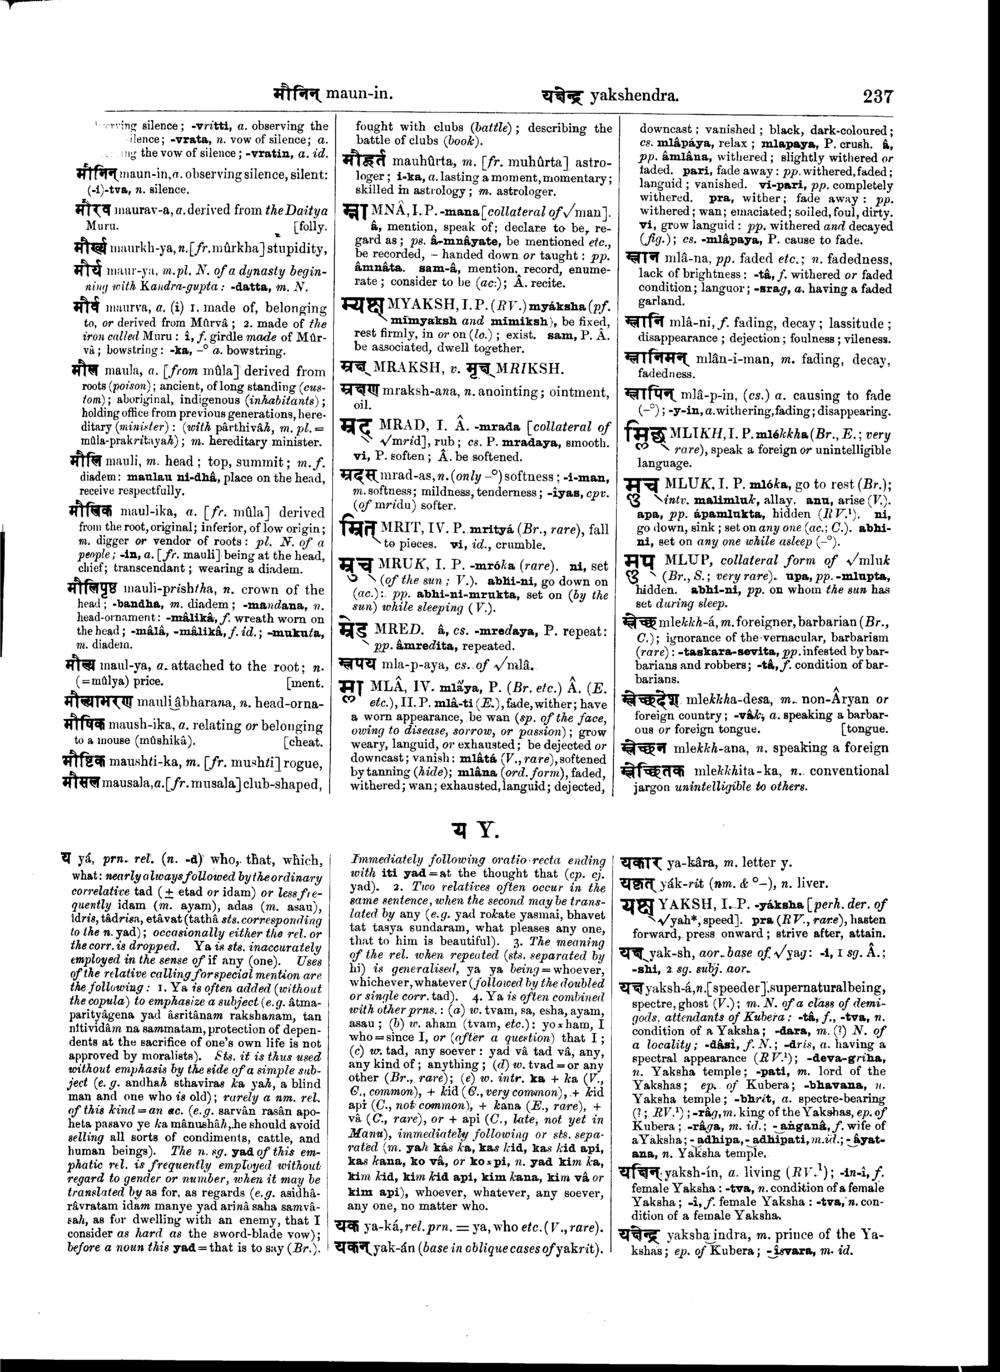 मौनिन् maun-in.
यक्षेन्द्र yakshendra.
237
silence; -vritti, a. observing the
silence; -vrata, n. vow of silence; a.
the vow of silence; -vratin, a. id.
मौनिन् maun-in, a. observing silence, silent:
(-i)-tva, n. silence.
मौरव maurav-a, a. derived from the Daitya
Muru. [folly.
मौर्ख्य maurkh-ya, n. [fr. mûrkha] stupidity,
मौर्य maur-ya, m. pl. N. of a dynasty begin-
ning with Kandra-gupta: -datta, m. N.
मौर्व maurva, a. (î) 1. made of, belonging
to, or derived from Mûrvâ; 2. made of the
iron called Muru: î, f. girdle made of Mûr-
vâ; bowstring: -ka, -° a. bowstring.
मौल maula, a. [from mûla] derived from
roots (poison); ancient, of long standing (cus-
tom); aboriginal, indigenous (inhabitants);
holding office from previous generations, here-
ditary (minister): (with pârthivâh, m. pl. =
mûla-prakritayah); m. hereditary minister.
मौलि mauli, m. head; top, summit; m. f.
diadem: maulau ni-dhâ, place on the head,
receive respectfully.
मौलिक maul-ika, a. [fr. mûla] derived
from the root, original; inferior, of low origin;
m. digger or vendor of roots: pl. N. of a
people; -in, a. [fr. mauli] being at the head,
chief; transcendant; wearing a diadem.
मौलिपृष्ठ mauli-prishtha, n. crown of the
head; -bandha, m. diadem; -mandana, n.
head-ornament: -mâlikâ, f. wreath worn on
the head; -mâlâ, -mâlikâ, f. id.; -mukuta,
m. diadem.
मौल्य maul-ya, a. attached to the root; n.
(= mûlya) price. [ment.
मौल्याभरण mauli‿âbharana, n. head-orna-
मौषिक maush-ika, a. relating or belonging
to a mouse (mûshikâ). [cheat.
मौष्टिक maushti-ka, m. [fr. mushti] rogue,
मौसल mausala, a. [fr. musala] club-shaped,
fought with clubs (battle); describing the
battle of clubs (book).
मौहूर्त mauhûrta, m. [fr. muhûrta] astro-
loger; i-ka, a. lasting a moment, momentary;
skilled in astrology; m. astrologer.
म्ना MNÂ, I. P. -mana [collateral of √man].
â, mention, speak of; declare to be, re-
gard as; ps. â-mnâyate, be mentioned etc.,
be recorded, – handed down or taught: pp.
âmnâta. sam-â, mention, record, enume-
rate; consider to be (ac.); Â. recite.
म्यक्ष् MYAKSH, I. P. (RV.) myáksha (pf.
mimyaksh and mimiksh), be fixed,
rest firmly, in or on (lo.); exist. sam, P. Â.
be associated, dwell together.
म्रक्ष् MRAKSH, v. मृक्ष् MRIKSH.
म्रक्षण mraksh-ana, n. anointing; ointment,
oil.
म्रद् MRAD, I. Â. -mrada [collateral of
√mrid], rub; cs. P. mradaya, smooth.
vi, P. soften; Â. be softened.
म्रदस् mrad-as, n. (only -°) softness; -i-man,
m. softness; mildness, tenderness; -iyas, cpv.
(of mridu) softer.
म्रित् MRIT, IV. P. mrityá (Br., rare), fall
to pieces. vi, id., crumble.
म्रुच् MRUK, I. P. -mróka (rare). ni, set
(of the sun; V.). abhi-ni, go down on
(ac.): pp. abhi-ni-mrukta, set on (by the
sun) while sleeping (V.).
म्रेड् MRED. â, cs. -mredaya, P. repeat:
pp. âmredita, repeated.
म्लपय mla-p-aya, cs. of √mlâ.
म्ला MLÂ, IV. mlấya, P. (Br. etc.) Â. (E.
etc.), II. P. mlâ-ti (E.), fade, wither; have
a worn appearance, be wan (sp. of the face,
owing to disease, sorrow, or passion); grow
weary, languid, or exhausted; be dejected or
downcast; vanish: mlâtá (V., rare), softened
by tanning (hide); mlâna (ord. form), faded,
withered; wan; exhausted, languid; dejected,
downcast; vanished; black, dark-coloured;
cs. mlâpáya, relax; mlapaya, P. crush. â,
pp. âmlâna, withered; slightly withered or
faded. pari, fade away: pp. withered, faded;
languid; vanished. vi-pari, pp. completely
withered. pra, wither; fade away: pp.
withered; wan; emaciated; soiled, foul, dirty.
vi, grow languid: pp. withered and decayed
(fig.); cs. -mlâpaya, P. cause to fade.
म्लान mlâ-na, pp. faded etc.; n. fadedness,
lack of brightness: -tâ, f. withered or faded
condition; languor; -srag, a. having a faded
garland.
म्लानि mlâ-ni, f. fading, decay; lassitude;
disappearance; dejection; foulness; vileness.
म्लानिमन् mlân-i-man, m. fading, decay,
fadedness.
म्लापिन् mlâ-p-in, (cs.) a. causing to fade
(-°); -y-in, a. withering, fading; disappearing.
म्लिछ् MLIKH, I. P. mlékkha (Br., E.; very
rare), speak a foreign or unintelligible
language.
म्लुच् MLUK, I. P. mlóka, go to rest (Br.);
intv. malimluk, allay. anu, arise (V.).
apa, pp. ápamlukta, hidden (RV.¹). ni,
go down, sink; set on any one (ac.; C.). abhi-
ni, set on any one while asleep (-°).
म्लुप् MLUP, collateral form of √mluk
(Br., S.; very rare). upa, pp. -mlupta,
hidden. abhi-ni, pp. on whom the sun has
set during sleep.
म्लेच्छ mlekkh-á, m. foreigner, barbarian (Br.,
C.); ignorance of the vernacular, barbarism
(rare): -taskara-sevita, pp. infested by bar-
barians and robbers; -tâ, f. condition of bar-
barians.
म्लेच्छदेश mlekkha-desa, m. non-Âryan or
foreign country; -vâk, a. speaking a barbar-
ous or foreign tongue. [tongue.
म्लेच्छन mlekkh-ana, n. speaking a foreign
म्लेच्छितक mlekkhita-ka, n. conventional
jargon unintelligible to others.
य Y.
य yá, prn. rel. (n. -d) who, that, which,
what: nearly always followed by the ordinary
correlative tad (± etad or idam) or less fre-
quently idam (m. ayam), adas (m. asau),
îdris, tâdrisa, etâvat (tathâ sts. corresponding
to the n. yad); occasionally either the rel. or
the corr. is dropped. Ya is sts. inaccurately
employed in the sense of if any (one). Uses
of the relative calling for special mention are
the following: 1. Ya is often added (without
the copula) to emphasize a subject (e. g. âtma-
parityâgena yad âsritânam rakshanam, tan
nîtividâm na sammatam, protection of depen-
dents at the sacrifice of one's own life is not
approved by moralists). Sts. it is thus used
without emphasis by the side of a simple sub-
ject (e. g. andhah sthaviras ka yah, a blind
man and one who is old); rarely a nm. rel.
of this kind = an ac. (e. g. sarvân rasân apo-
heta pasavo ye ka mânushâh, he should avoid
selling all sorts of condiments, cattle, and
human beings). The n. sg. yad of this em-
phatic rel. is frequently employed without
regard to gender or number, when it may be
translated by as for, as regards (e. g. asidhâ-
râvratam idam manye yad arinâ saha samvâ-
sah, as for dwelling with an enemy, that I
consider as hard as the sword-blade vow);
before a noun this yad = that is to say (Br.).
Immediately following oratio recta ending
with iti yad = at the thought that (cp. cj.
yad). 2. Two relatives often occur in the
same sentence, when the second may be trans-
lated by any (e. g. yad rokate yasmai, bhavet
tat tasya sundaram, what pleases any one,
that to him is beautiful). 3. The meaning
of the rel. when repeated (sts. separated by
hi) is generalised, ya ya being = whoever,
whichever, whatever (followed by the doubled
or single corr. tad). 4. Ya is often combined
with other prns.: (a) w. tvam, sa, esha, ayam,
asau; (b) w. aham (tvam, etc.): yo ̭ham, I
who = since I, or (after a question) that I;
(c) w. tad, any soever: yad vâ tad vâ, any,
any kind of; anything; (d) w. tvad = or any
other (Br., rare); (e) w. intr. ka + ka (V.,
C., common), + kid (C., very common), + kid
api (C., not common), + kana (E., rare), +
vâ (C., rare), or + api (C., late, not yet in
Manu), immediately following or sts. sepa-
rated (m. yah kás ka, kas kid, kas kid api,
kas kana, ko vâ, or ko ̭pi, n. yad kim ka,
kim kid, kim kid api, kim kana, kim vâ or
kim api), whoever, whatever, any soever,
any one, no matter who.
यक ya-ká, rel. prn. = ya, who etc. (V., rare).
यकन् yak-án (base in oblique cases of yakrit).
यकार ya-kâra, m. letter y.
यकृत् yák-rit (nm. & °-), n. liver.
यक्ष् YAKSH, I. P. -yáksha [perh. der. of
√yah*, speed]. pra (RV., rare), hasten
forward, press onward; strive after, attain.
यक्ष् yak-sh, aor. base of √yag: -i, 1 sg. Â.;
-shi, 2 sg. subj. aor.
यक्ष yaksh-á, n. [speeder], supernatural being,
spectre, ghost (V.); m. N. of a class of demi-
gods, attendants of Kubera: -tâ, f., -tva, n.
condition of a Yaksha; -dara, m. (?) N. of
a locality; -dâsî, f. N.; -dris, a. having a
spectral appearance (RV.¹); -deva-griha,
n. Yaksha temple; -pati, m. lord of the
Yakshas; ep. of Kubera; -bhavana, n.
Yaksha temple; -bhrit, a. spectre-bearing
(?; RV.¹); -râg, m. king of the Yakshas, ep. of
Kubera; -râga, m. id.; -‿anganâ, f. wife of
a Yaksha; -‿adhipa, -‿adhipati, m. id.; -‿âyat-
ana, n. Yaksha temple.
यक्षिन् yaksh-ín, a. living (RV.¹); -in-î, f.
female Yaksha: -tva, n. condition of a female
Yaksha; -î, f. female Yaksha: -tva, n. con-
dition of a female Yaksha.
यक्षेन्द्र yaksha‿indra, m. prince of the Ya-
kshas; ep. of Kubera; -‿îsvara, m. id.